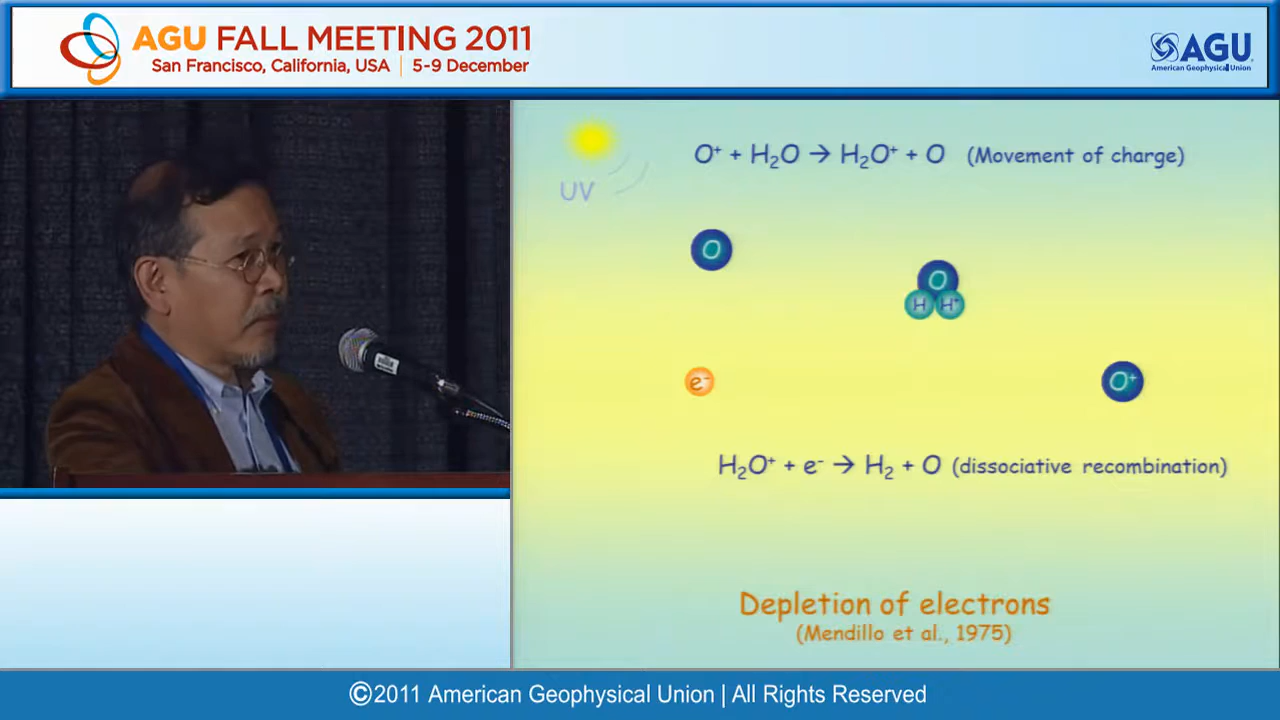 AGU FALL MEETING 2011
San Francisco, California, USA | 5-9 December
AGU
American Geophysical Union
UV
O⁺ + H₂O → H₂O⁺ + O (Movement of charge)
O
O
H H⁺
e⁻
O⁺
H₂O⁺ + e⁻ → H₂ + O (dissociative recombination)
Depletion of electrons
(Mendillo et al., 1975)
©2011 American Geophysical Union | All Rights Reserved